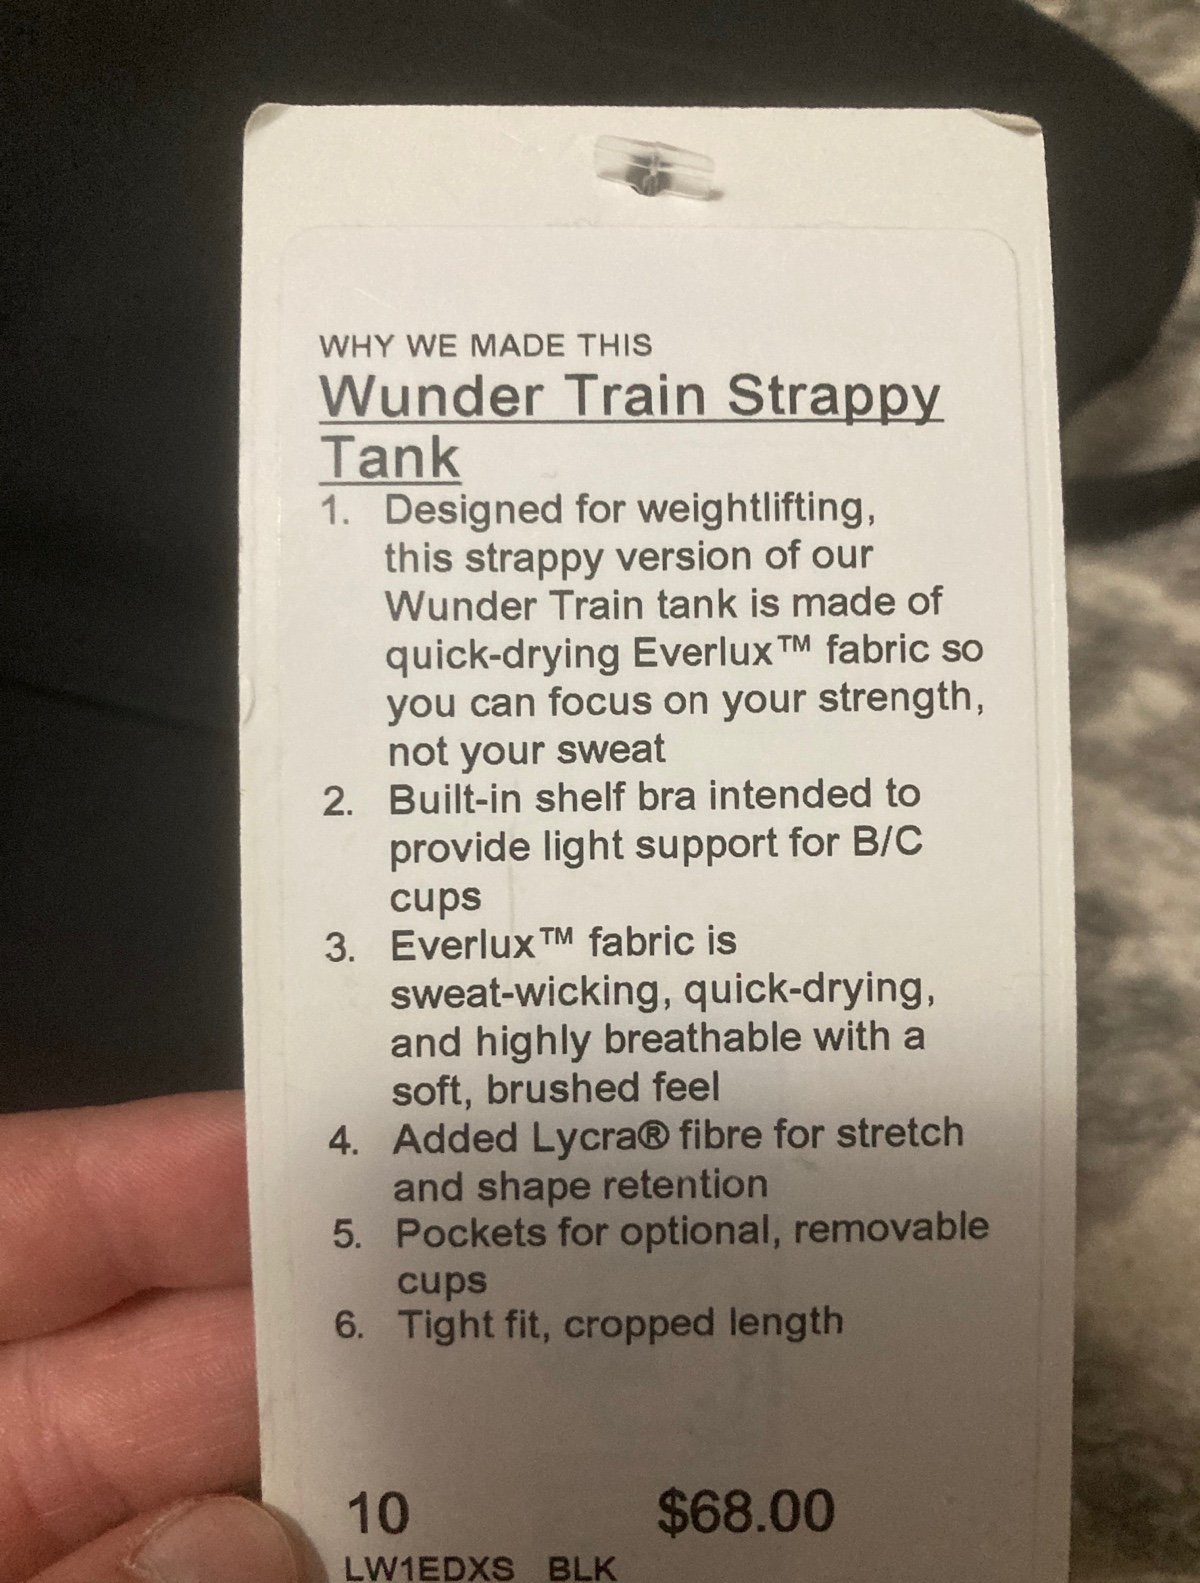 WHY WE MADE THIS
Wunder Train Strappy
Tank
1. Designed for weightlifting,
this strappy version of our
Wunder Train tank is made of
quick-drying Everlux™ fabric so
you can focus on your strength,
not your sweat
2. Built-in shelf bra intended to
provide light support for B/C
cups
3. Everlux™ fabric is
sweat-wicking, quick-drying,
and highly breathable with a
soft, brushed feel
4. Added Lycra® fibre for stretch
and shape retention
5. Pockets for optional, removable
cups
6. Tight fit, cropped length
10 $68.00
LW1EDXS BLK